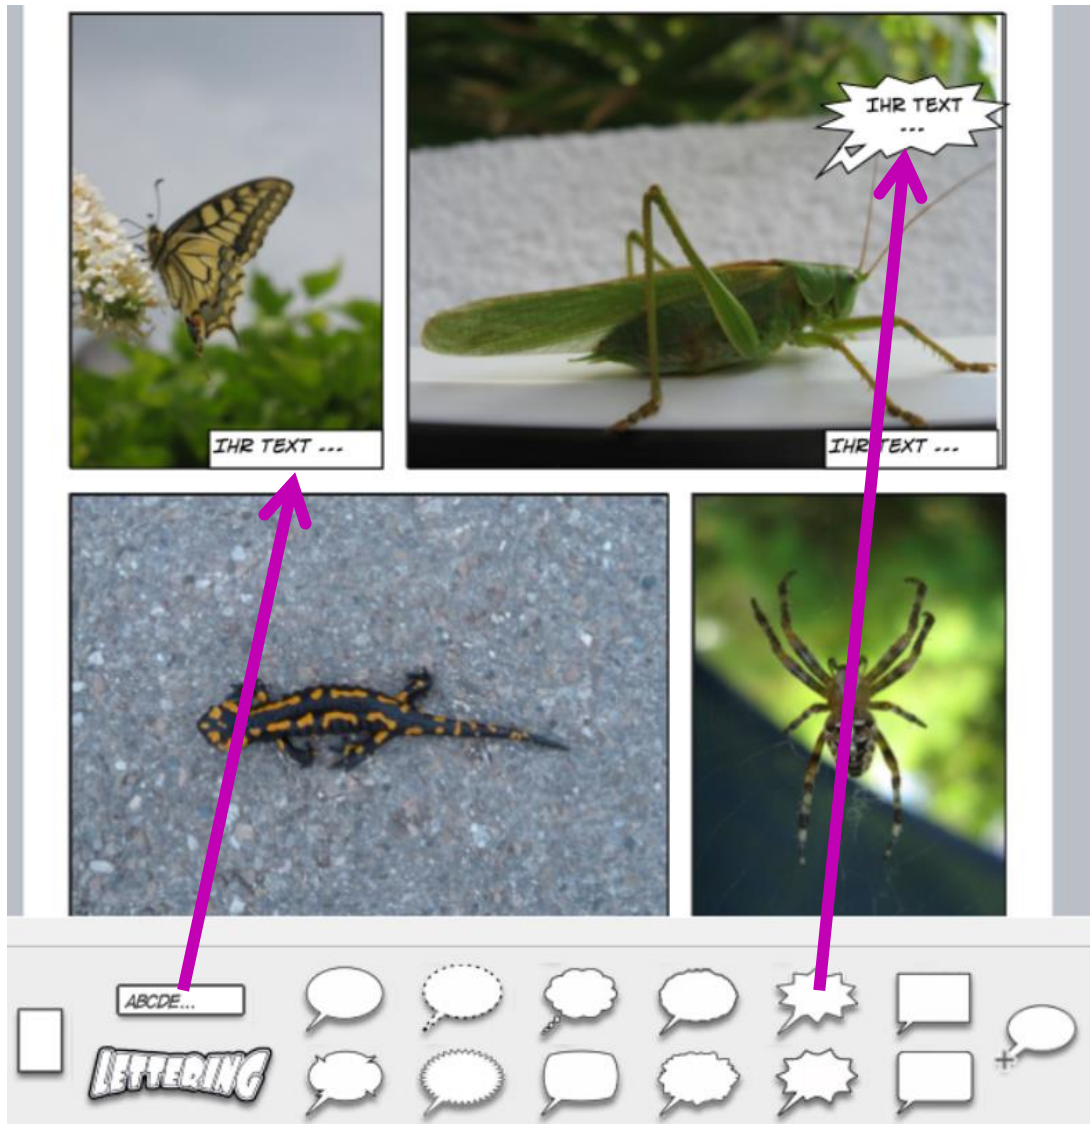 IHR TEXT
---
IHR TEXT ---
IHR TEXT ---
ABCDE...
LETTERING